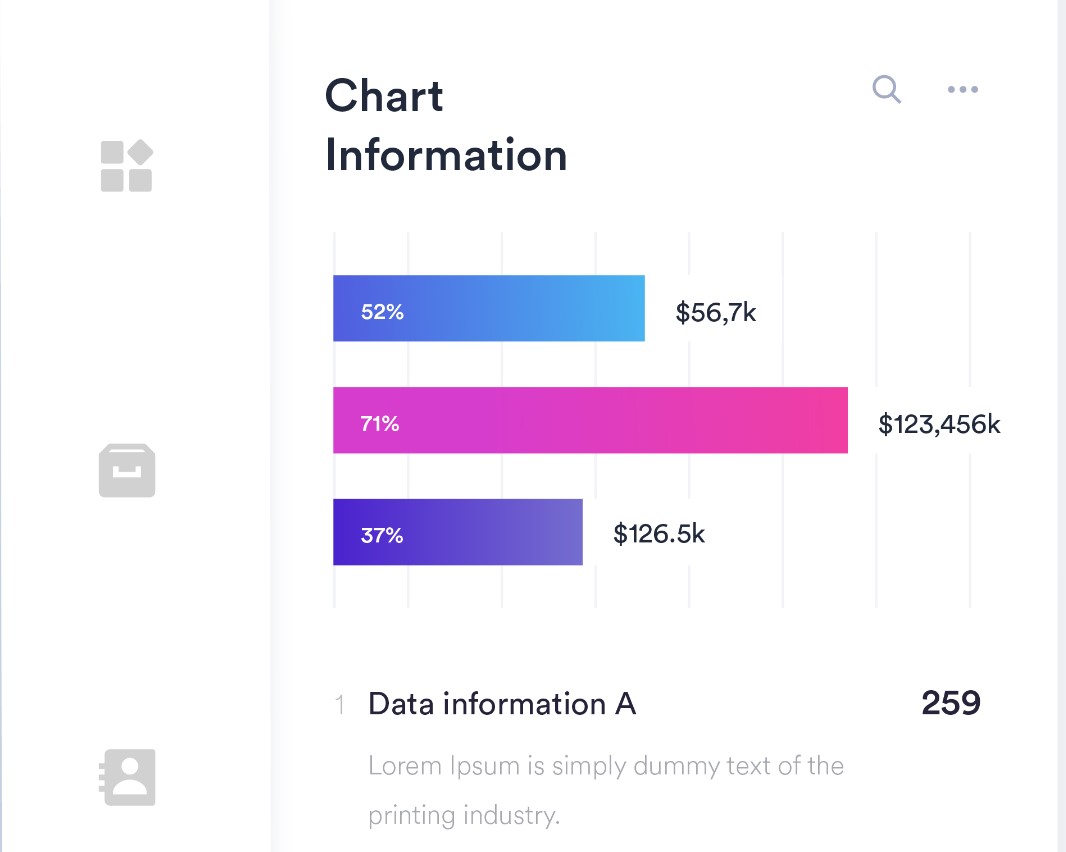 Chart
Information
52% $56,7k
71% $123,456k
37% $126.5k
1 Data information A 259
Lorem Ipsum is simply dummy text of the
printing industry.